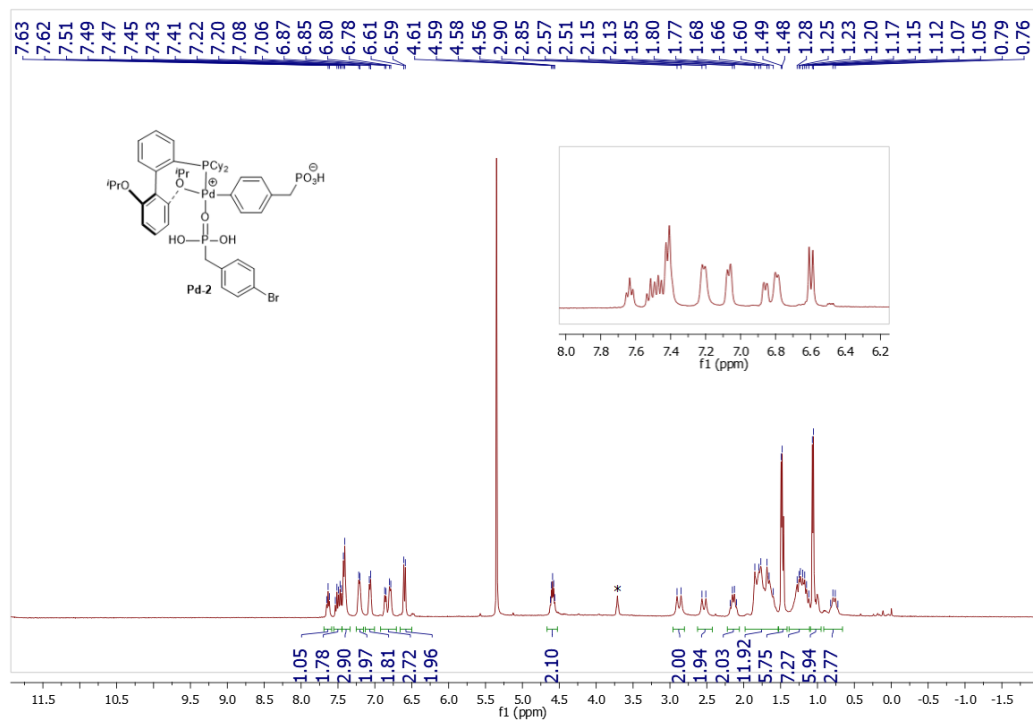 7.63 7.62 7.51 7.49 7.47 7.45 7.43 7.41 7.22 7.20 7.08 7.06 6.87 6.85 6.80 6.78 6.61 6.59 4.61 4.59 4.58 4.56 4.56 2.90 2.85 2.57 2.51 2.15 2.13 1.85 1.80 1.77 1.68 1.66 1.60 1.49 1.48 1.28 1.25 1.23 1.20 1.17 1.15 1.12 1.07 1.05 0.79 0.76
PCy2
iPr
iPrO
O
⊕
Pd
⊖
PO3H
O
HO P OH
Br
Pd-2
8.0 7.8 7.6 7.4 7.2 7.0 6.8 6.6 6.4 6.2
f1 (ppm)
*
1.05 1.78 2.90 1.97 1.81 2.72 1.96 2.10 2.00 1.94 2.03 11.92 5.75 7.27 5.94 2.77
11.5 10.5 9.5 9.0 8.5 8.0 7.5 7.0 6.5 6.0 5.5 5.0 4.5 4.0 3.5 3.0 2.5 2.0 1.5 1.0 0.5 0.0 -0.5 -1.0 -1.5
f1 (ppm)